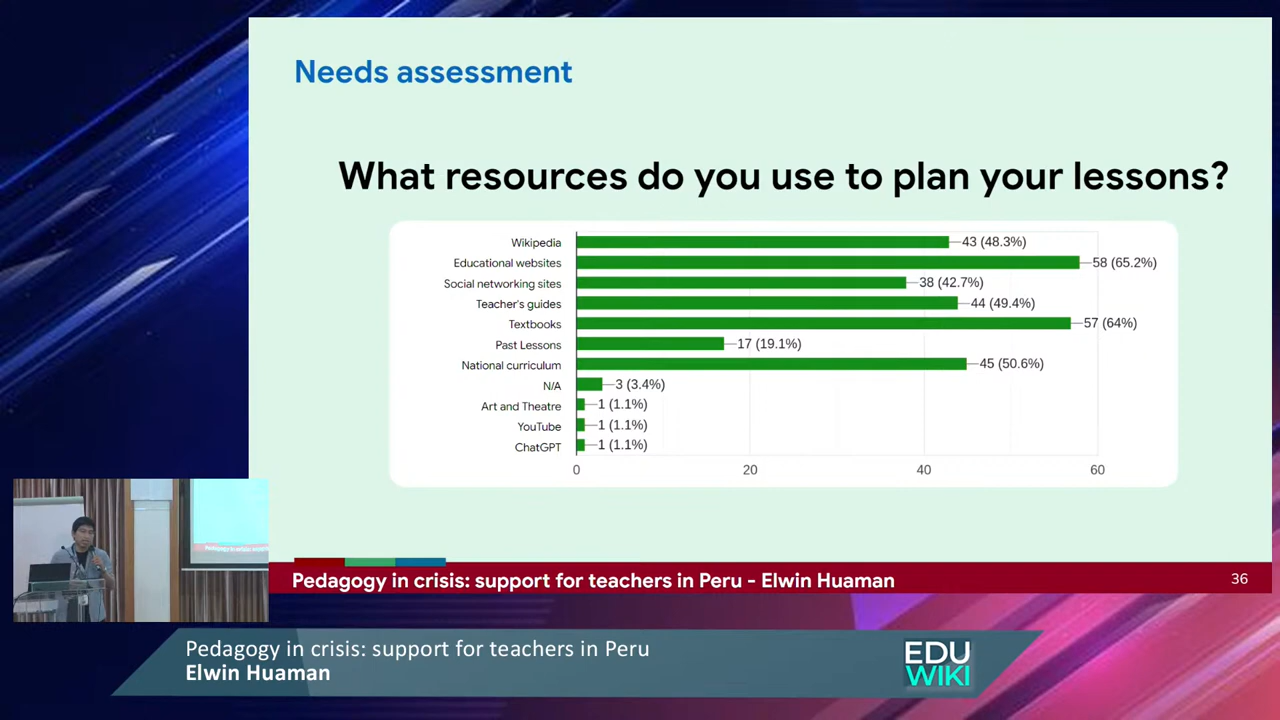 Needs assessment
What resources do you use to plan your lessons?
Wikipedia 43 (48.3%)
Educational websites 58 (65.2%)
Social networking sites 38 (42.7%)
Teacher's guides 44 (49.4%)
Textbooks 57 (64%)
Past Lessons 17 (19.1%)
National curriculum 45 (50.6%)
N/A 3 (3.4%)
Art and Theatre 1 (1.1%)
YouTube 1 (1.1%)
ChatGPT 1 (1.1%)
0 20 40 60
Pedagogy in crisis: support for teachers in Peru - Elwin Huaman 36
Pedagogy in crisis: support for teachers in Peru
Elwin Huaman
EDU
WIKI